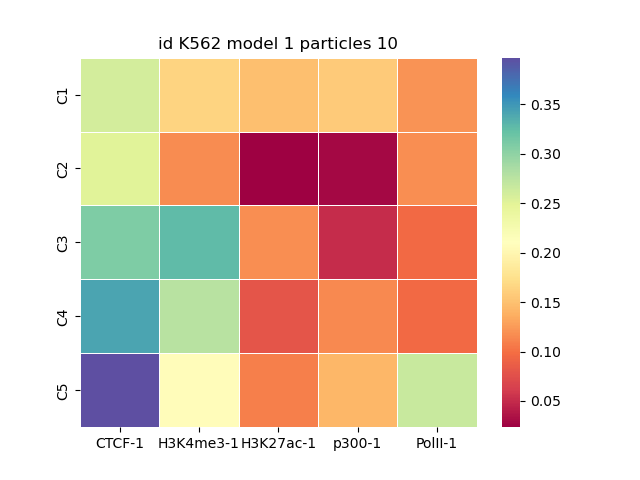 id K562 model 1 particles 10
C1
C2
C3
C4
C5
CTCF-1 H3K4me3-1 H3K27ac-1 p300-1 PolII-1
0.35
0.30
0.25
0.20
0.15
0.10
0.05